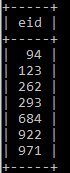 +-----+
| eid |
+-----+
|  94 |
| 123 |
| 262 |
| 293 |
| 684 |
| 922 |
| 971 |
+-----+